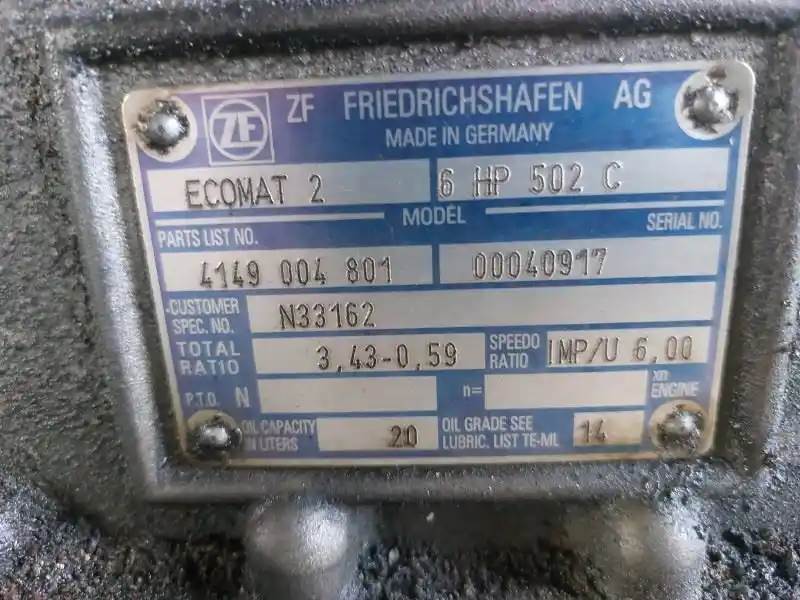 ZF ZF FRIEDRICHSHAFEN AG
MADE IN GERMANY
ECOMAT 2 6 HP 502 C
MODEL
PARTS LIST NO. SERIAL NO.
4149 004 801 00040917
CUSTOMER SPEC. NO. N33162
TOTAL RATIO 3,43-0,59 SPEEDO RATIO IMP/U 6,00
P.T.O. N n= xn ENGINE
OIL CAPACITY IN LITERS 20 OIL GRADE SEE LUBRIC. LIST TE-ML 14